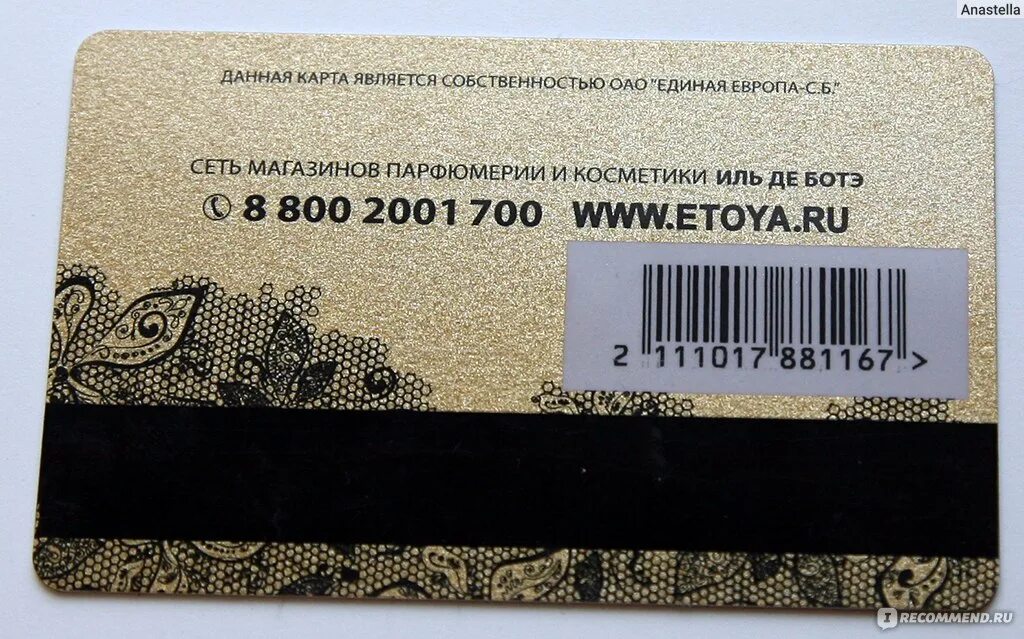 Anastella
ДАННАЯ КАРТА ЯВЛЯЕТСЯ СОБСТВЕННОСТЬЮ ОАО "ЕДИНАЯ ЕВРОПА-С.Б."
СЕТЬ МАГАЗИНОВ ПАРФЮМЕРИИ И КОСМЕТИКИ ИЛЬ ДЕ БОТЭ
8 800 2001 700 WWW.ETOYA.RU
2 111017 881167 >
IRECOMMEND.RU